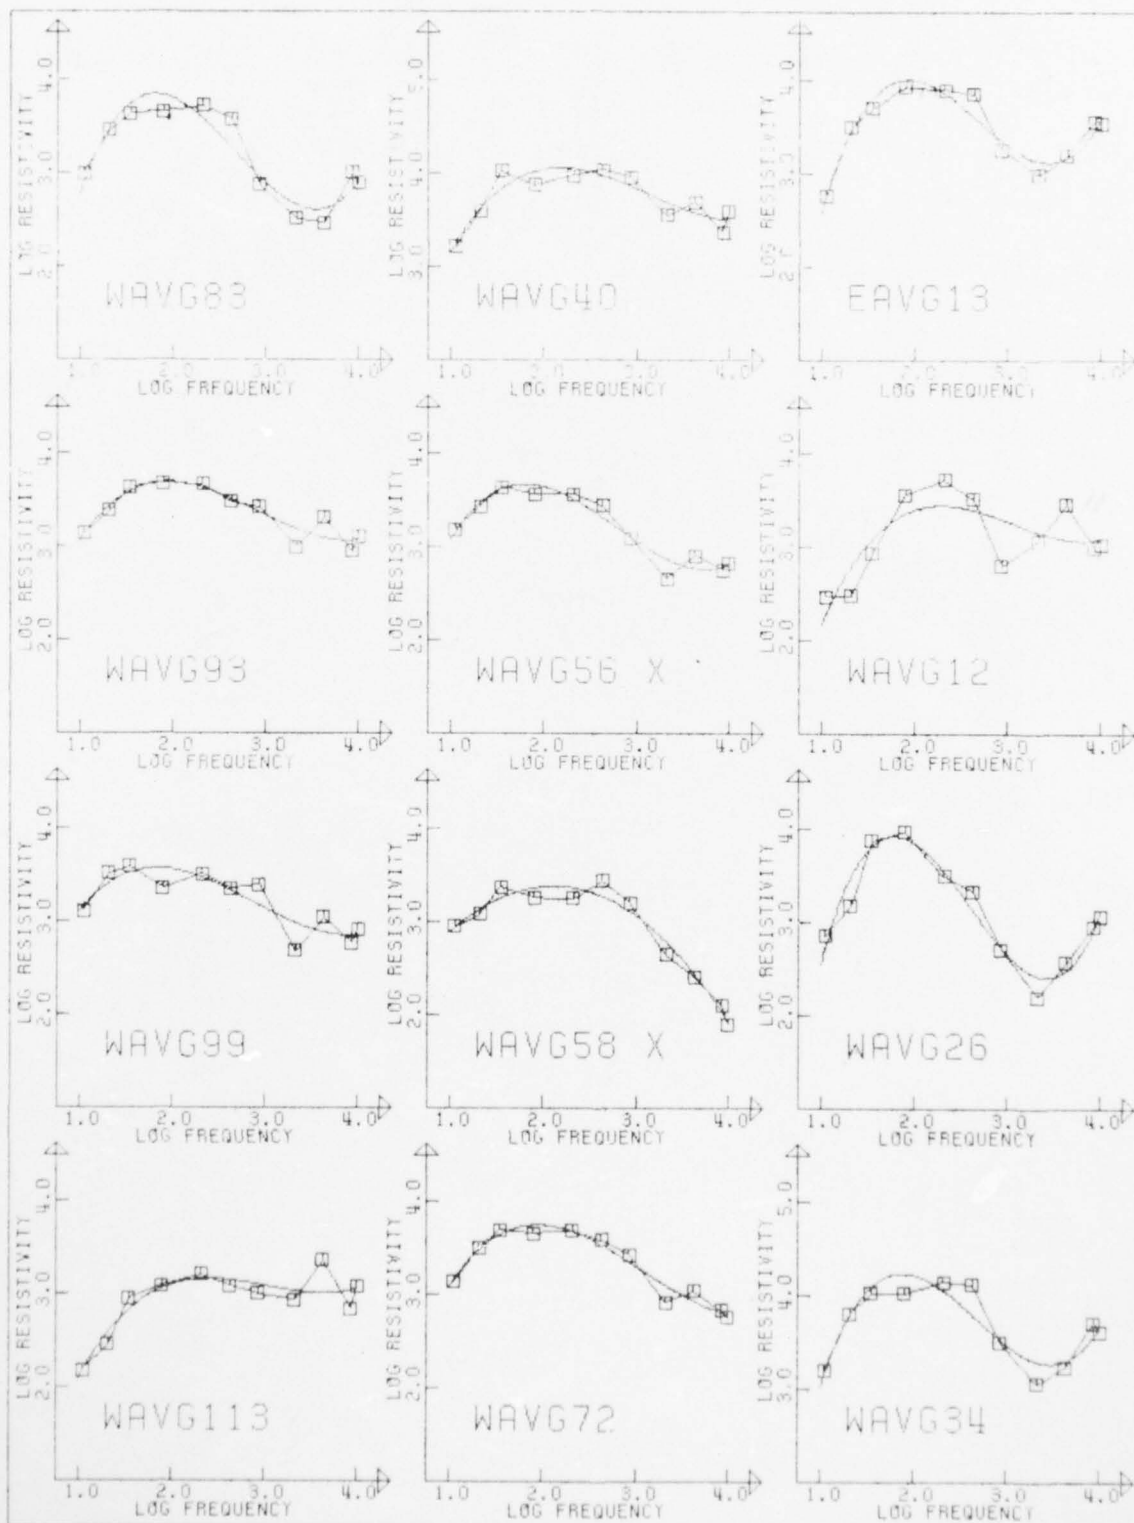 LOG RESISTIVITY
2.0 3.0 4.0
WAVG83
1.0 2.0 3.0 4.0
LOG FREQUENCY
LOG RESISTIVITY
3.0 4.0 5.0
WAVG40
1.0 2.0 3.0 4.0
LOG FREQUENCY
LOG RESISTIVITY
2.0 3.0 4.0
EAVG13
1.0 2.0 3.0 4.0
LOG FREQUENCY
LOG RESISTIVITY
2.0 3.0 4.0
WAVG93
1.0 2.0 3.0 4.0
LOG FREQUENCY
LOG RESISTIVITY
2.0 3.0 4.0
WAVG56 X
1.0 2.0 3.0 4.0
LOG FREQUENCY
LOG RESISTIVITY
2.0 3.0 4.0
WAVG12
1.0 2.0 3.0 4.0
LOG FREQUENCY
LOG RESISTIVITY
2.0 3.0 4.0
WAVG99
1.0 2.0 3.0 4.0
LOG FREQUENCY
LOG RESISTIVITY
2.0 3.0 4.0
WAVG58 X
1.0 2.0 3.0 4.0
LOG FREQUENCY
LOG RESISTIVITY
2.0 3.0 4.0
WAVG26
1.0 2.0 3.0 4.0
LOG FREQUENCY
LOG RESISTIVITY
2.0 3.0 4.0
WAVG113
1.0 2.0 3.0 4.0
LOG FREQUENCY
LOG RESISTIVITY
2.0 3.0 4.0
WAVG72
1.0 2.0 3.0 4.0
LOG FREQUENCY
LOG RESISTIVITY
3.0 4.0 5.0
WAVG34
1.0 2.0 3.0 4.0
LOG FREQUENCY